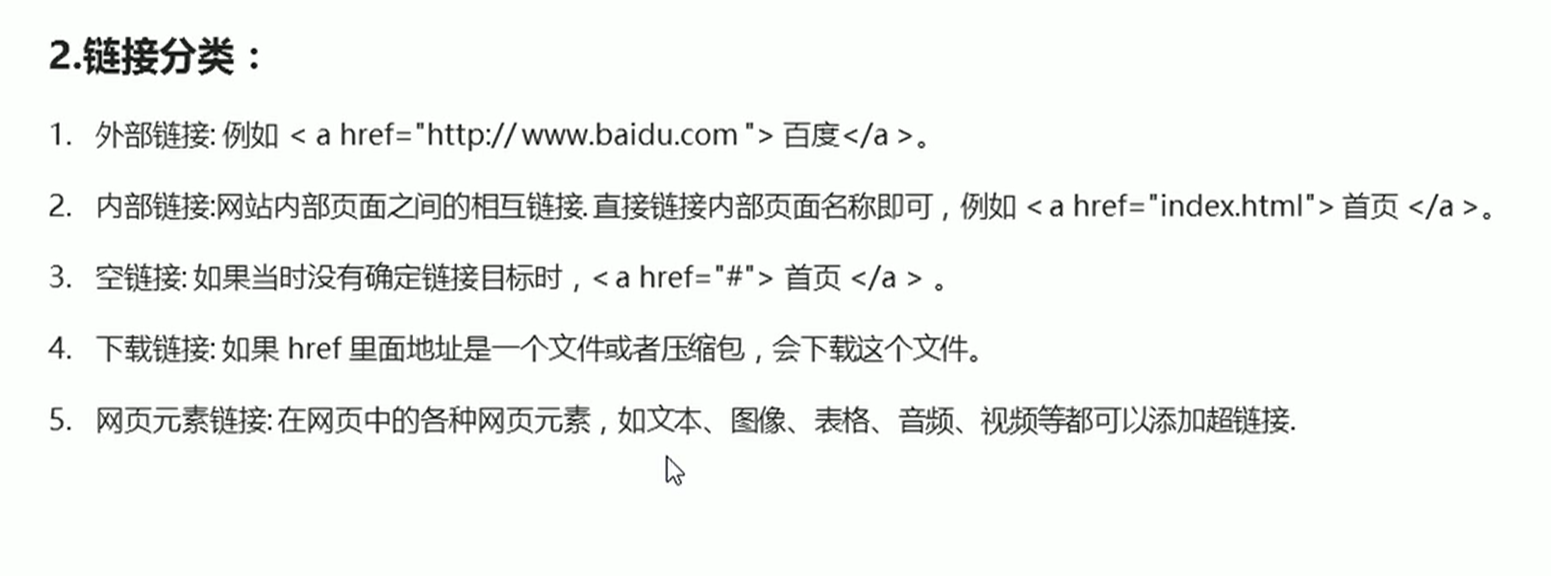 2.链接分类：
1. 外部链接: 例如 < a href="http:// www.baidu.com "> 百度</a >。
2. 内部链接:网站内部页面之间的相互链接. 直接链接内部页面名称即可，例如 < a href="index.html"> 首页 </a >。
3. 空链接: 如果当时没有确定链接目标时，< a href="#"> 首页 </a > 。
4. 下载链接: 如果 href 里面地址是一个文件或者压缩包，会下载这个文件。
5. 网页元素链接: 在网页中的各种网页元素，如文本、图像、表格、音频、视频等都可以添加超链接.